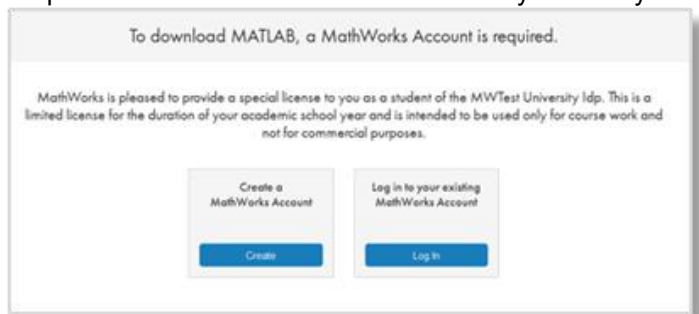 To download MATLAB, a MathWorks Account is required.
MathWorks is pleased to provide a special license to you as a student of the MWTest University Idp. This is a
limited license for the duration of your academic school year and is intended to be used only for course work and
not for commercial purposes.
Create a
MathWorks Account
Create
Log in to your existing
MathWorks Account
Log In